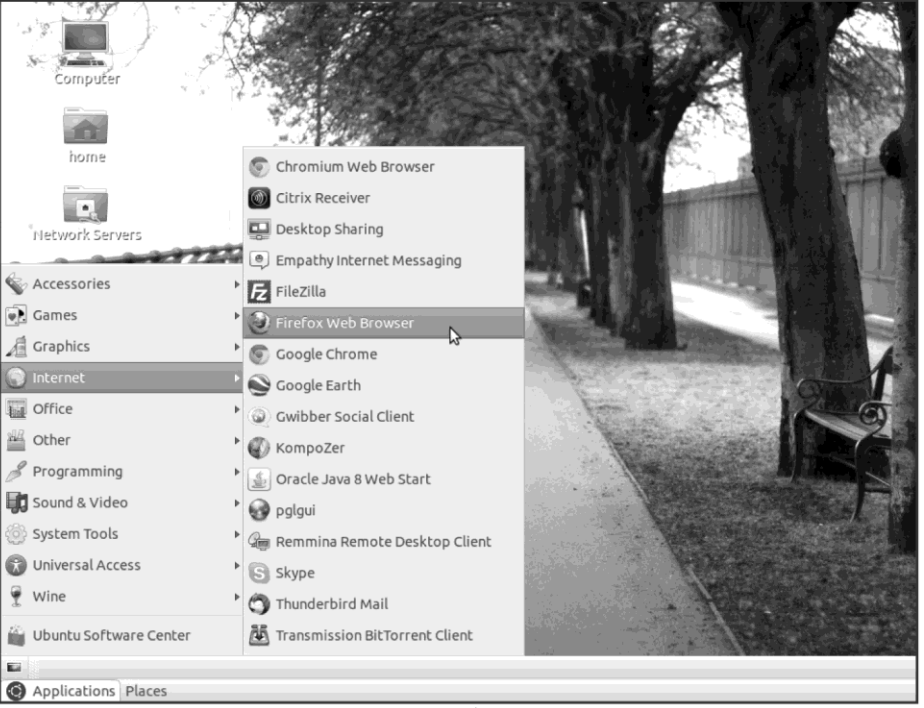 Computer
home
Network Servers
Accessories
Games
Graphics
Internet
Office
Other
Programming
Sound & Video
System Tools
Universal Access
Wine
Ubuntu Software Center
Chromium Web Browser
Citrix Receiver
Desktop Sharing
Empathy Internet Messaging
FZ FileZilla
Firefox Web Browser
Google Chrome
Google Earth
Gwibber Social Client
KompoZer
Oracle Java 8 Web Start
pglgui
Remmina Remote Desktop Client
S Skype
Thunderbird Mail
Transmission BitTorrent Client
Applications Places